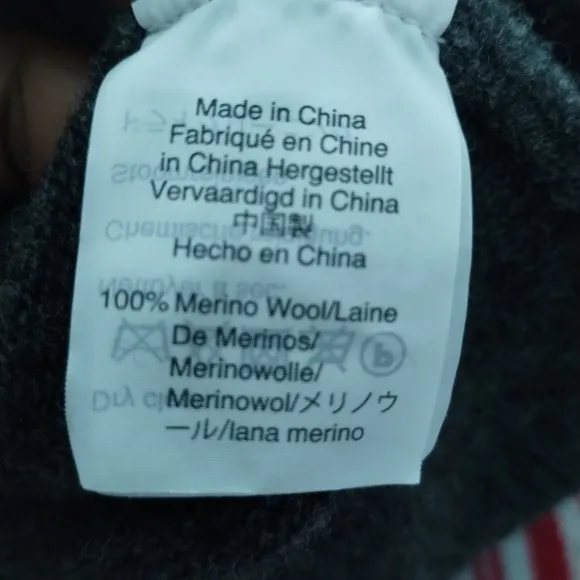 Made in China
Fabriqué en Chine
in China Hergestellt
Vervaardigd in China
中国製
Hecho en China
100% Merino Wool/Laine
De Merinos/
Merinowolle/
Merinowol/メリノウ
ール/lana merino